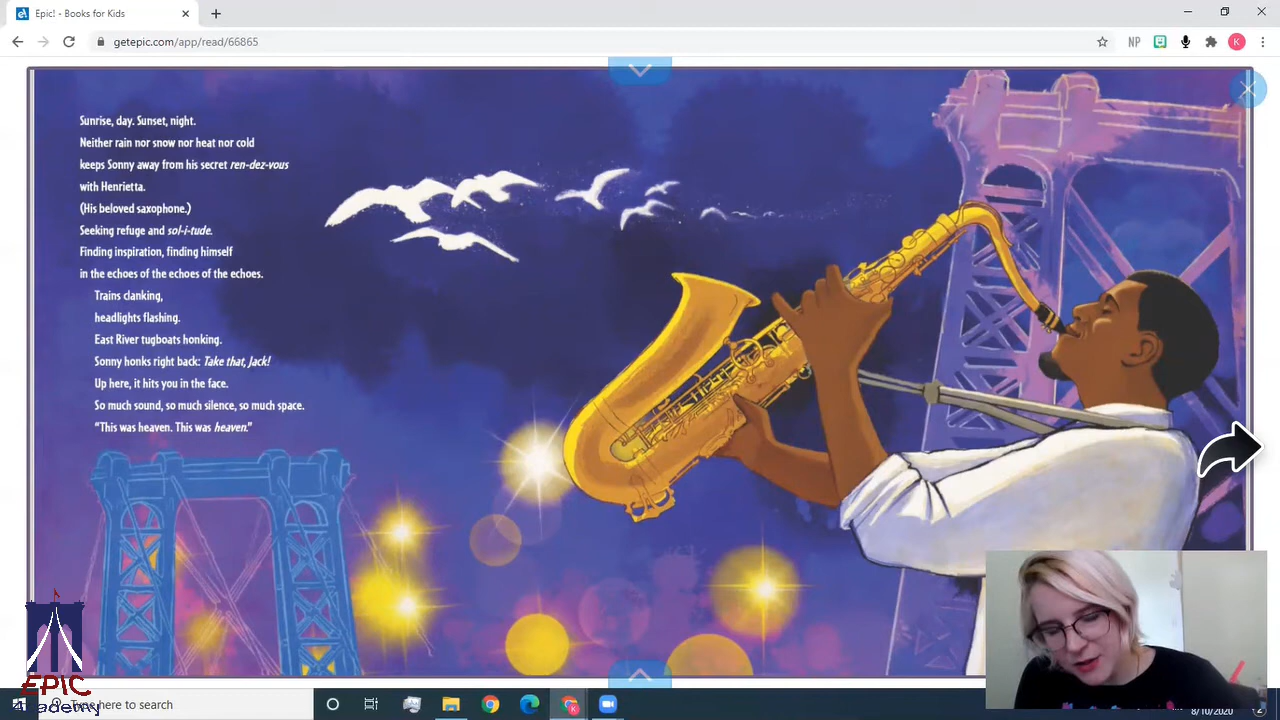 Epic! - Books for Kids
getepic.com/app/read/66865
NP
K
Sunrise, day. Sunset, night.
Neither rain nor snow nor heat nor cold
keeps Sonny away from his secret ren-dez-vous
with Henrietta.
(His beloved saxophone.)
Seeking refuge and sol-i-tude.
Finding inspiration, finding himself
in the echoes of the echoes of the echoes.
Trains clanking,
headlights flashing.
East River tugboats honking.
Sonny honks right back: Take that, Jack!
Up here, it hits you in the face.
So much sound, so much silence, so much space.
“This was heaven. This was heaven.”
EPIC
Academy
Type here to search
8/10/2020